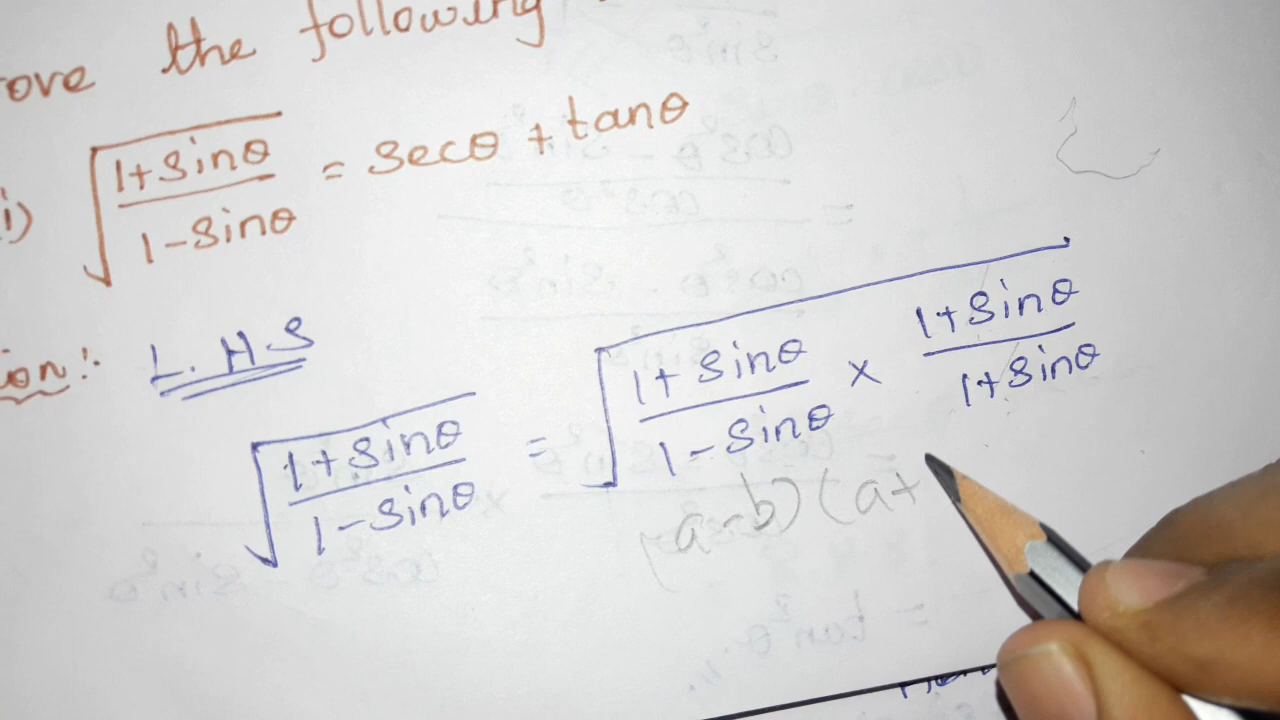 ove the following
i) √(1+sinθ / 1-sinθ) = secθ + tanθ
ion:- L.H.S
√(1+sinθ / 1-sinθ) = √(1+sinθ / 1-sinθ × 1+sinθ / 1+sinθ)
(a-b)(a+